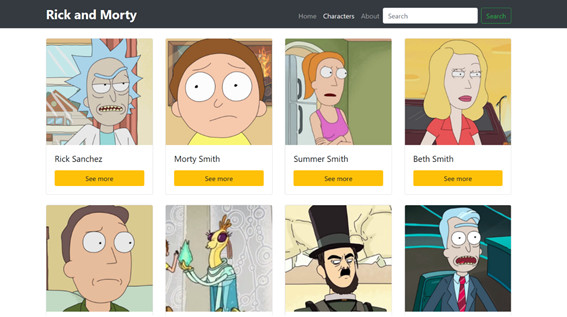 Rick and Morty
Home Characters About Search Search
Rick Sanchez
See more
Morty Smith
See more
Summer Smith
See more
Beth Smith
See more